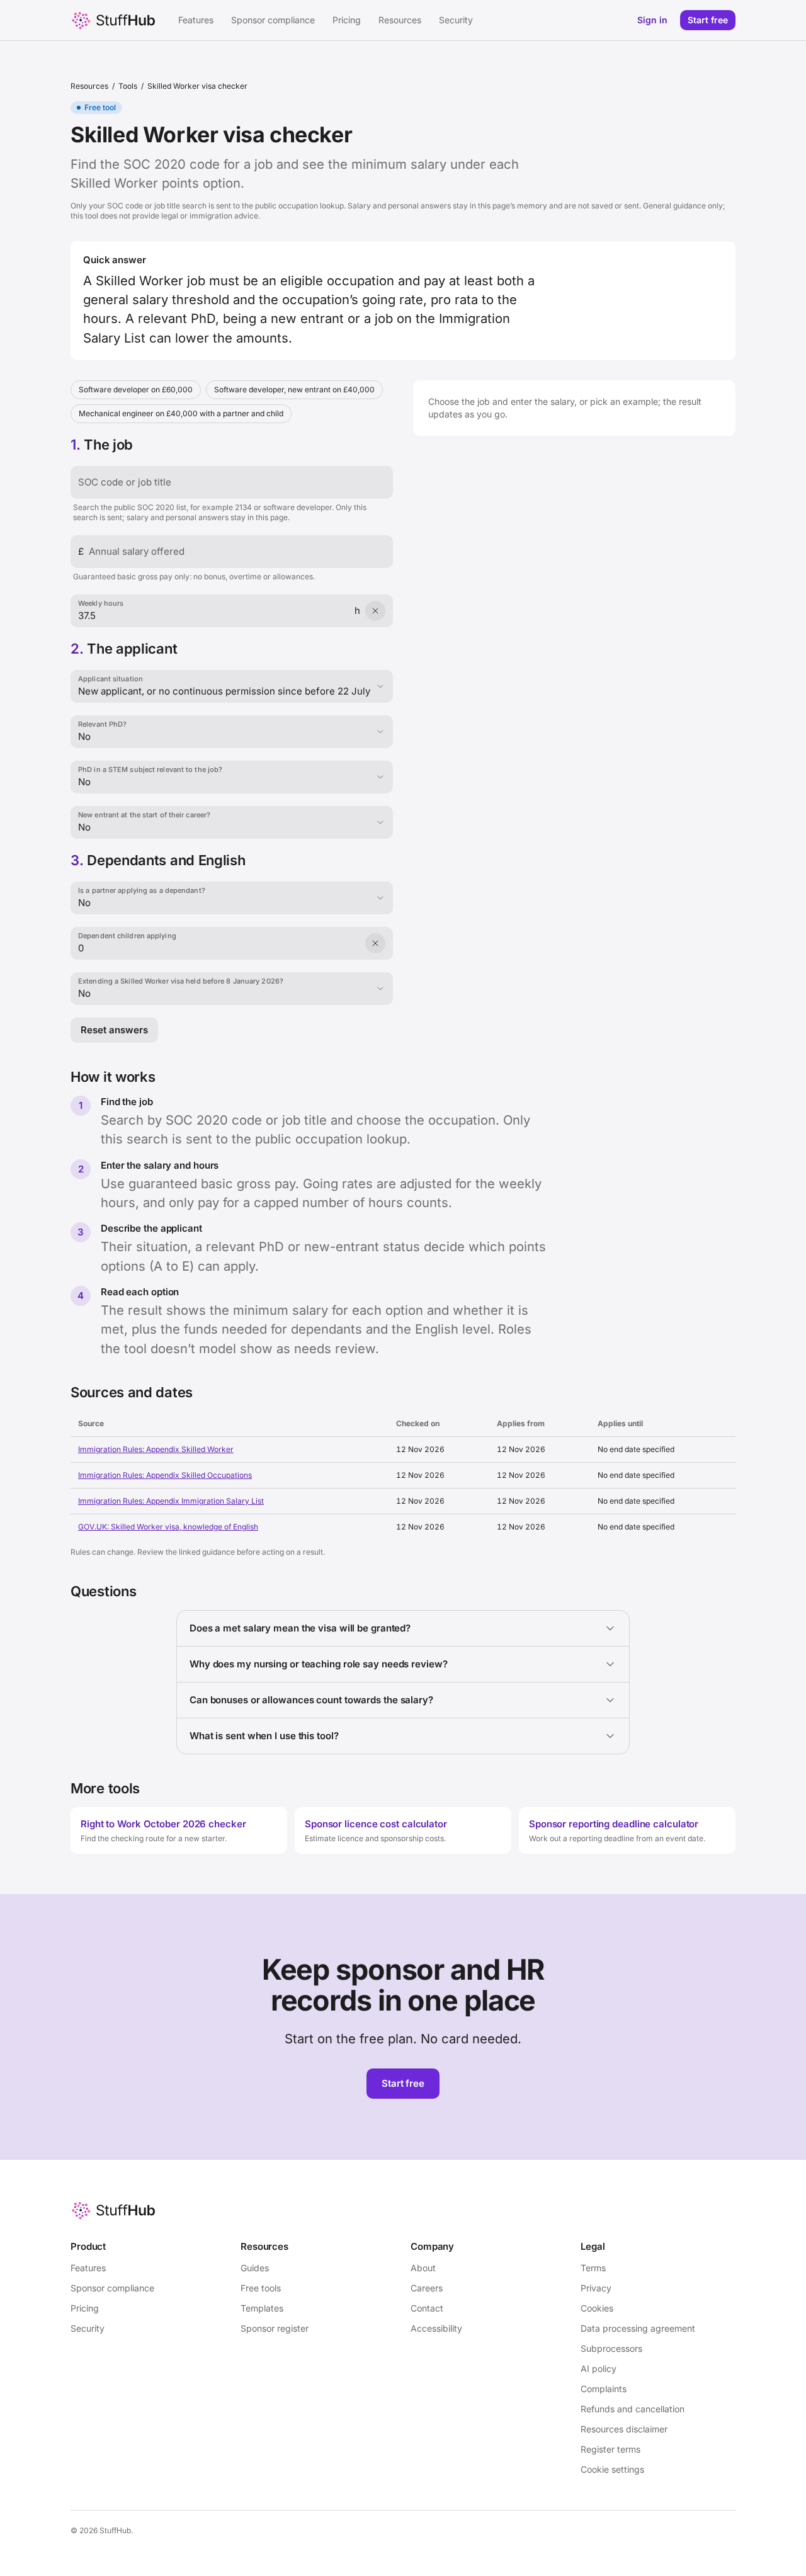 StuffHub
Features
Sponsor compliance
Pricing
Resources
Security
Sign in
Start free
Resources / Tools / Skilled Worker visa checker
Free tool
Skilled Worker visa checker
Find the SOC 2020 code for a job and see the minimum salary under each
Skilled Worker points option.
Only your SOC code or job title search is sent to the public occupation lookup. Salary and personal answers stay in this page's memory and are not saved or sent. General guidance only;
this tool does not provide legal or immigration advice.
Quick answer
A Skilled Worker job must be an eligible occupation and pay at least both a
general salary threshold and the occupation's going rate, pro rata to the
hours. A relevant PhD, being a new entrant or a job on the Immigration
Salary List can lower the amounts.
Software developer on £60,000
Software developer, new entrant on £40,000
Mechanical engineer on £40,000 with a partner and child
Choose the job and enter the salary, or pick an example; the result
updates as you go.
1. The job
SOC code or job title
Search the public SOC 2020 list, for example 2134 or software developer. Only this
search is sent; salary and personal answers stay in this page.
£ Annual salary offered
Guaranteed basic gross pay only: no bonus, overtime or allowances.
Weekly hours
37.5
h
2. The applicant
Applicant situation
New applicant, or no continuous permission since before 22 July
Relevant PhD?
No
PhD in a STEM subject relevant to the job?
No
New entrant at the start of their career?
No
3. Dependants and English
Is a partner applying as a dependant?
No
Dependent children applying
0
Extending a Skilled Worker visa held before 8 January 2026?
No
Reset answers
How it works
1
Find the job
Search by SOC 2020 code or job title and choose the occupation. Only
this search is sent to the public occupation lookup.
2
Enter the salary and hours
Use guaranteed basic gross pay. Going rates are adjusted for the weekly
hours, and only pay for a capped number of hours counts.
3
Describe the applicant
Their situation, a relevant PhD or new-entrant status decide which points
options (A to E) can apply.
4
Read each option
The result shows the minimum salary for each option and whether it is
met, plus the funds needed for dependants and the English level. Roles
the tool doesn't model show as needs review.
Sources and dates
Source
Checked on
Applies from
Applies until
Immigration Rules: Appendix Skilled Worker
12 Nov 2026
12 Nov 2026
No end date specified
Immigration Rules: Appendix Skilled Occupations
12 Nov 2026
12 Nov 2026
No end date specified
Immigration Rules: Appendix Immigration Salary List
12 Nov 2026
12 Nov 2026
No end date specified
GOV.UK: Skilled Worker visa, knowledge of English
12 Nov 2026
12 Nov 2026
No end date specified
Rules can change. Review the linked guidance before acting on a result.
Questions
Does a met salary mean the visa will be granted?
Why does my nursing or teaching role say needs review?
Can bonuses or allowances count towards the salary?
What is sent when I use this tool?
More tools
Right to Work October 2026 checker
Find the checking route for a new starter.
Sponsor licence cost calculator
Estimate licence and sponsorship costs.
Sponsor reporting deadline calculator
Work out a reporting deadline from an event date.
Keep sponsor and HR
records in one place
Start on the free plan. No card needed.
Start free
StuffHub
Product
Features
Sponsor compliance
Pricing
Security
Resources
Guides
Free tools
Templates
Sponsor register
Company
About
Careers
Contact
Accessibility
Legal
Terms
Privacy
Cookies
Data processing agreement
Subprocessors
AI policy
Complaints
Refunds and cancellation
Resources disclaimer
Register terms
Cookie settings
© 2026 StuffHub.